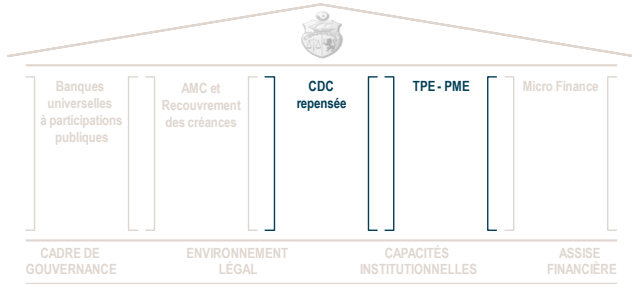 Banques
universelles
à participations
publiques
AMC et
Recouvrement
des créances
CDC
repensée
TPE - PME
Micro Finance
CADRE DE
GOUVERNANCE
ENVIRONNEMENT
LÉGAL
CAPACITÉS
INSTITUTIONNELLES
ASSISE
FINANCIÈRE